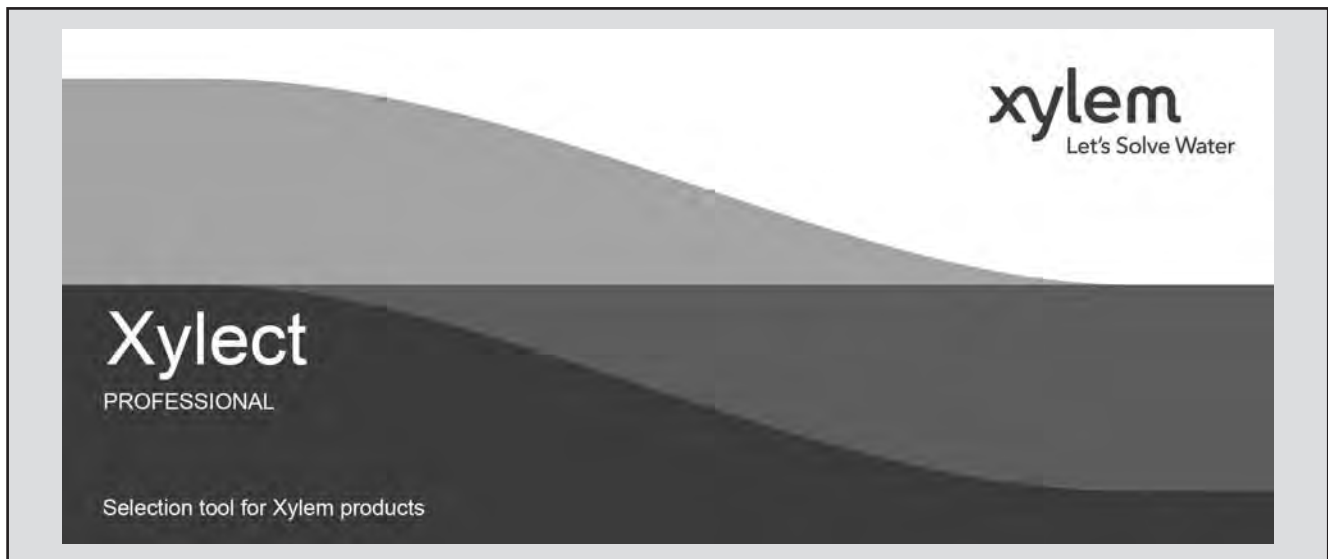 xylem
Let's Solve Water
Xylect
PROFESSIONAL
Selection tool for Xylem products